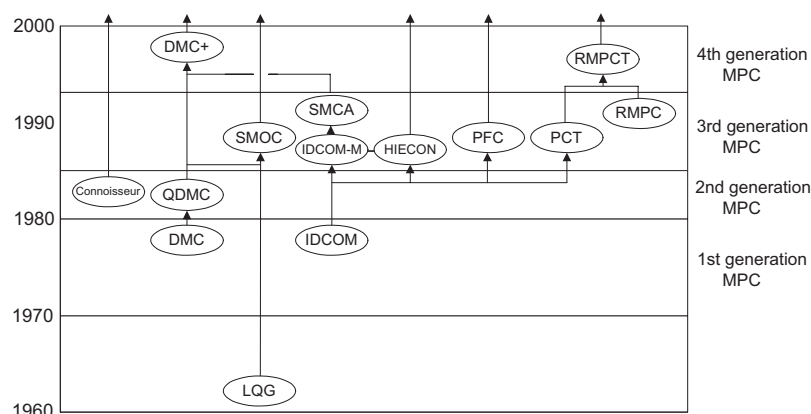 2000
DMC+
RMPCT
4th generation
MPC
SMCA
RMPC
1990
SMOC
IDCOM-M
HIECON
PFC
PCT
3rd generation
MPC
Connoisseur
QDMC
2nd generation
MPC
1980
DMC
IDCOM
1st generation
MPC
1970
LQG
1960